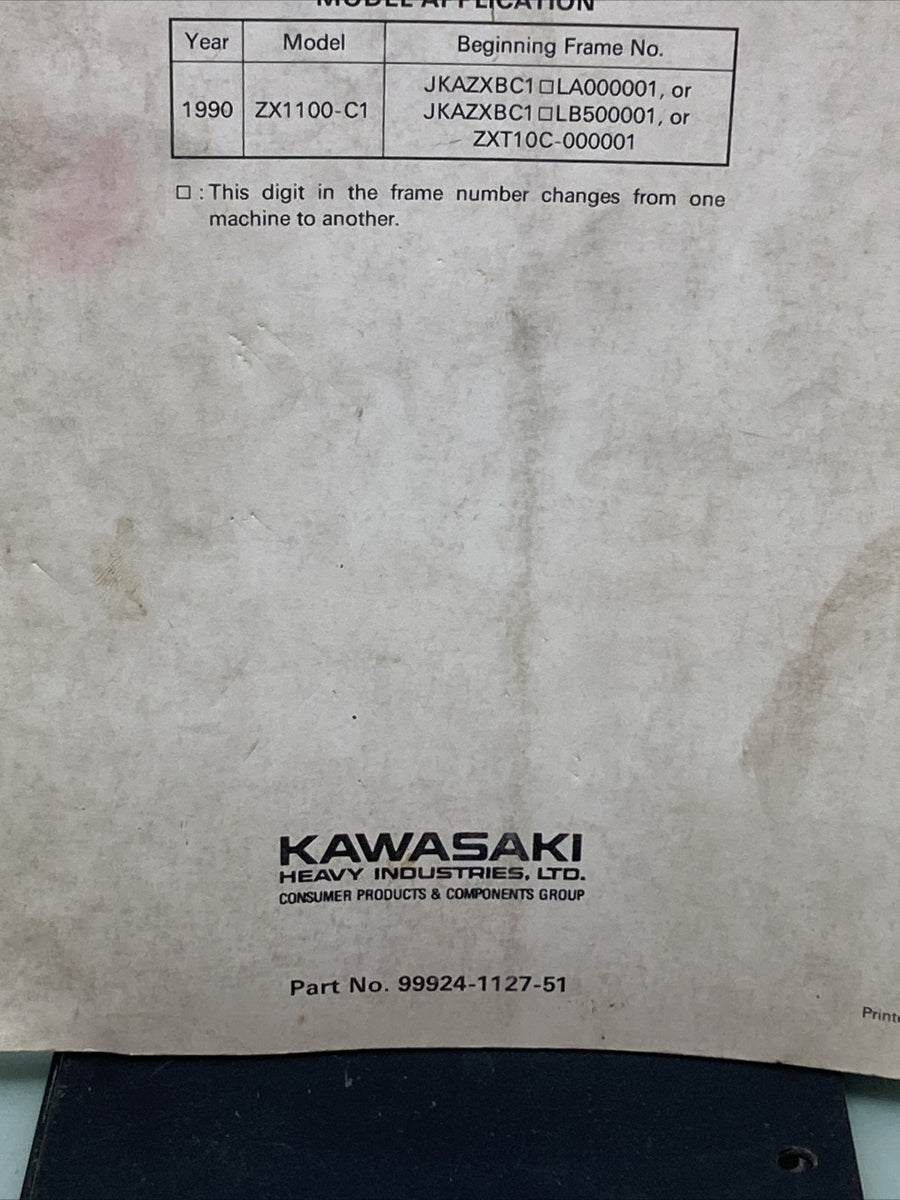 MODEL APPLICATION
Year Model Beginning Frame No.
JKAZXBC1□LA000001, or
1990 ZX1100-C1 JKAZXBC1□LB500001, or
ZXT10C-000001
□ : This digit in the frame number changes from one
machine to another.
KAWASAKI
HEAVY INDUSTRIES, LTD.
CONSUMER PRODUCTS & COMPONENTS GROUP
Part No. 99924-1127-51